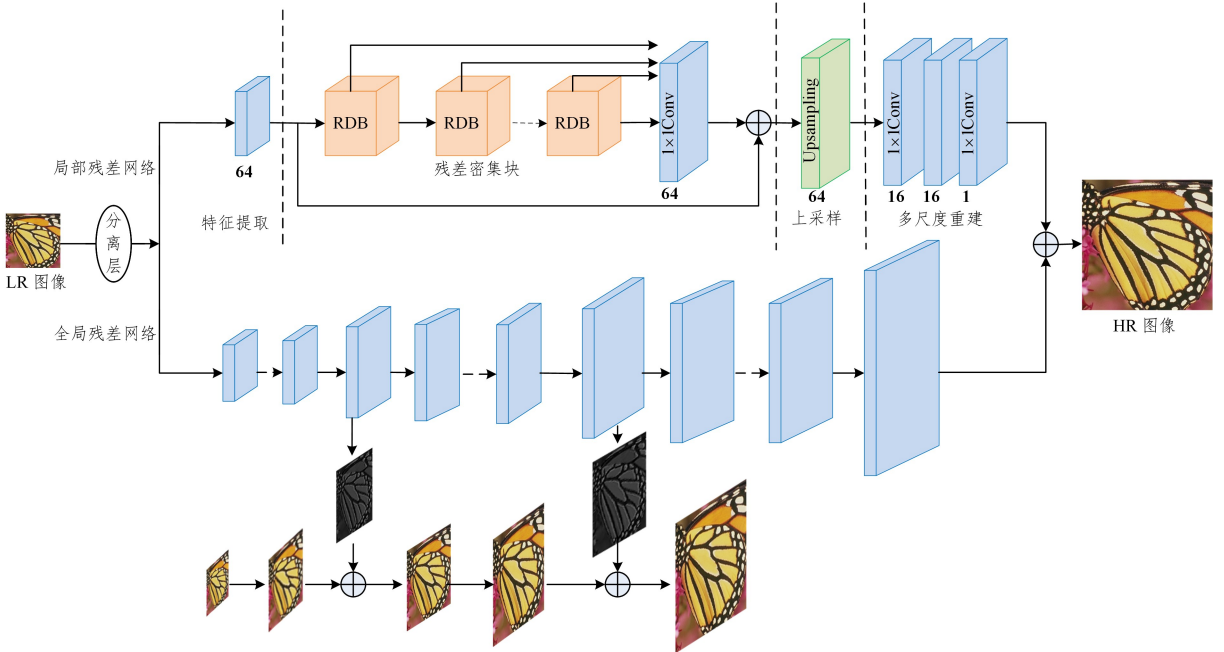 RDB
RDB
RDB
1×1Conv
Upsampling
1×1Conv
1×1Conv
局部残差网络
64
残差密集块
64
64
16
16
1
特征提取
上采样
多尺度重建
分离层
LR 图像
全局残差网络
HR 图像